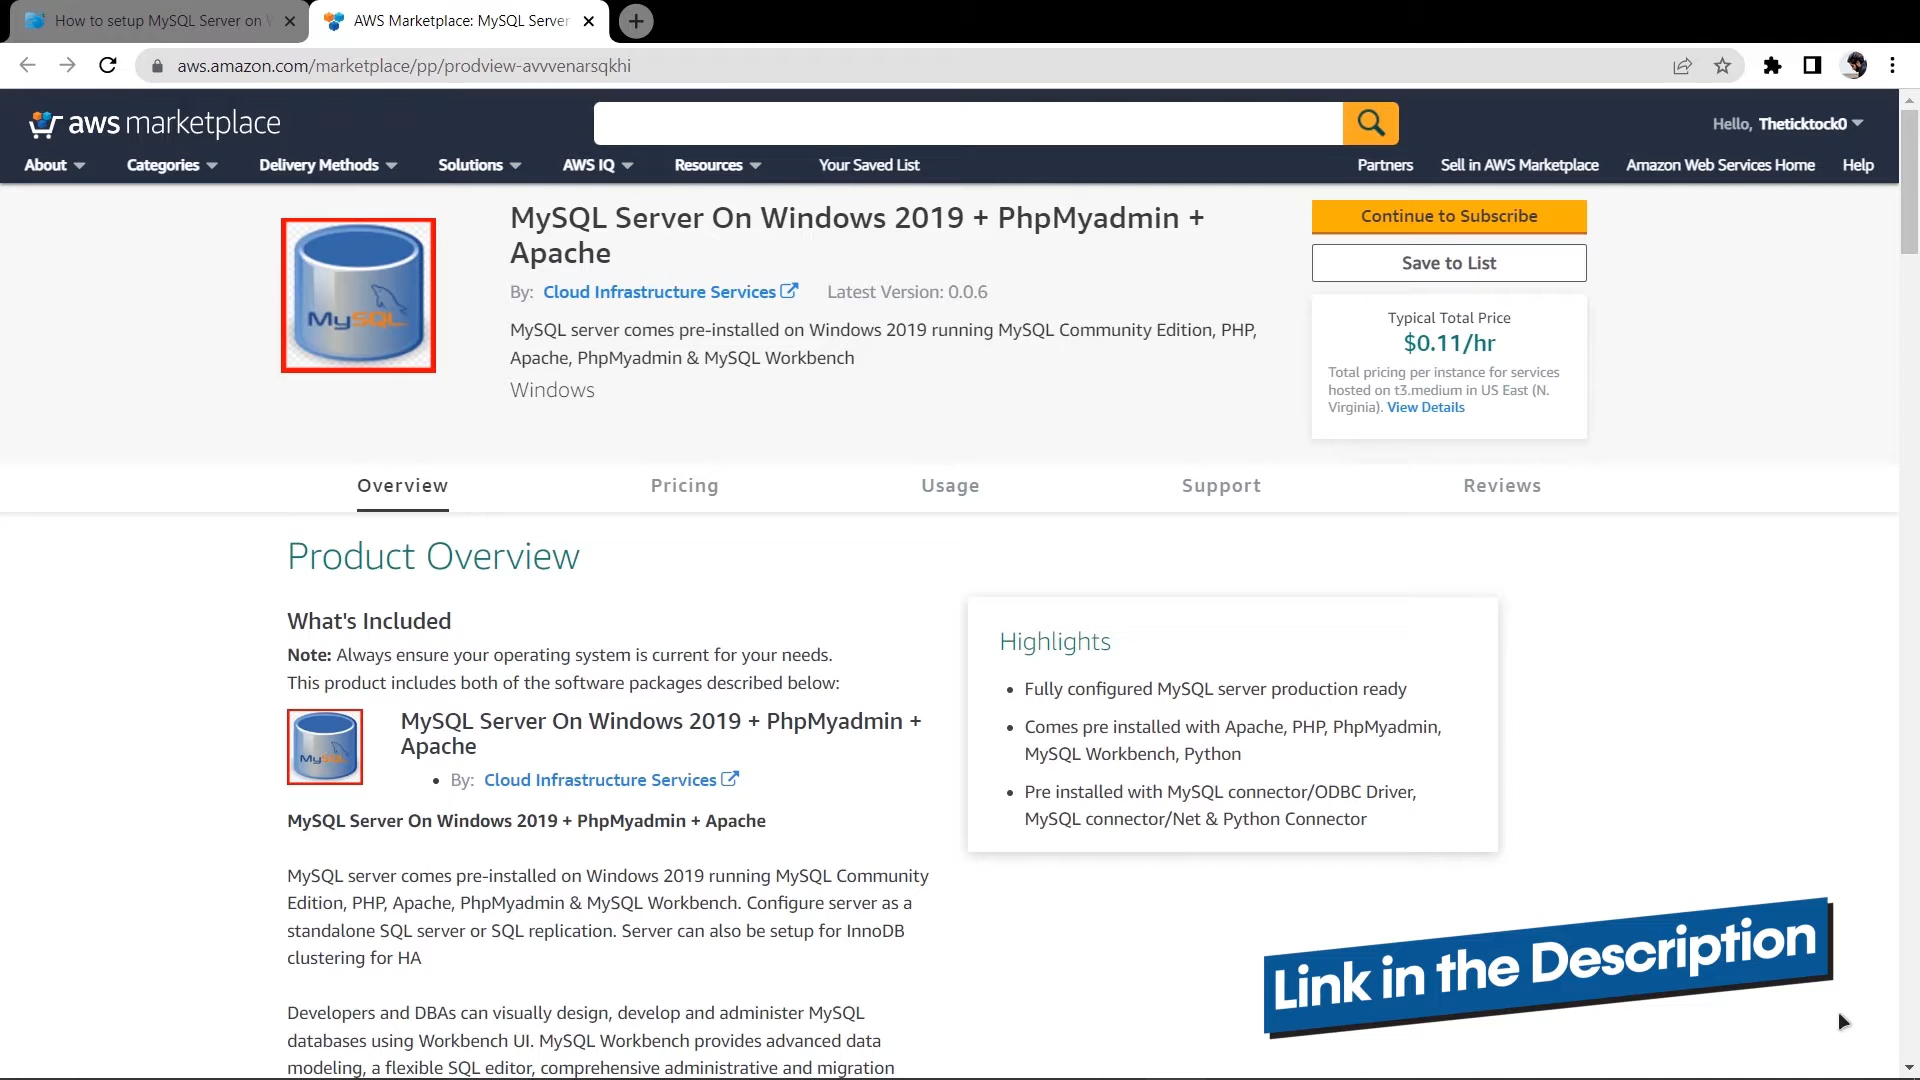 How to setup MySQL Server on
AWS Marketplace: MySQL Server
aws.amazon.com/marketplace/pp/prodview-avvvenarsqkhi
aws marketplace
Hello, Theticktock0
About
Categories
Delivery Methods
Solutions
AWS IQ
Resources
Your Saved List
Partners
Sell in AWS Marketplace
Amazon Web Services Home
Help
MySQL
MySQL Server On Windows 2019 + PhpMyadmin +
Apache
By: Cloud Infrastructure Services
Latest Version: 0.0.6
MySQL server comes pre-installed on Windows 2019 running MySQL Community Edition, PHP,
Apache, PhpMyadmin & MySQL Workbench
Windows
Continue to Subscribe
Save to List
Typical Total Price
$0.11/hr
Total pricing per instance for services
hosted on t3.medium in US East (N.
Virginia). View Details
Overview
Pricing
Usage
Support
Reviews
Product Overview
What's Included
Note: Always ensure your operating system is current for your needs.
This product includes both of the software packages described below:
MySQL
MySQL Server On Windows 2019 + PhpMyadmin +
Apache
• By: Cloud Infrastructure Services
MySQL Server On Windows 2019 + PhpMyadmin + Apache
MySQL server comes pre-installed on Windows 2019 running MySQL Community
Edition, PHP, Apache, PhpMyadmin & MySQL Workbench. Configure server as a
standalone SQL server or SQL replication. Server can also be setup for InnoDB
clustering for HA
Developers and DBAs can visually design, develop and administer MySQL
databases using Workbench UI. MySQL Workbench provides advanced data
modeling, a flexible SQL editor, comprehensive administrative and migration
Highlights
• Fully configured MySQL server production ready
• Comes pre installed with Apache, PHP, PhpMyadmin,
MySQL Workbench, Python
• Pre installed with MySQL connector/ODBC Driver,
MySQL connector/Net & Python Connector
Link in the Description